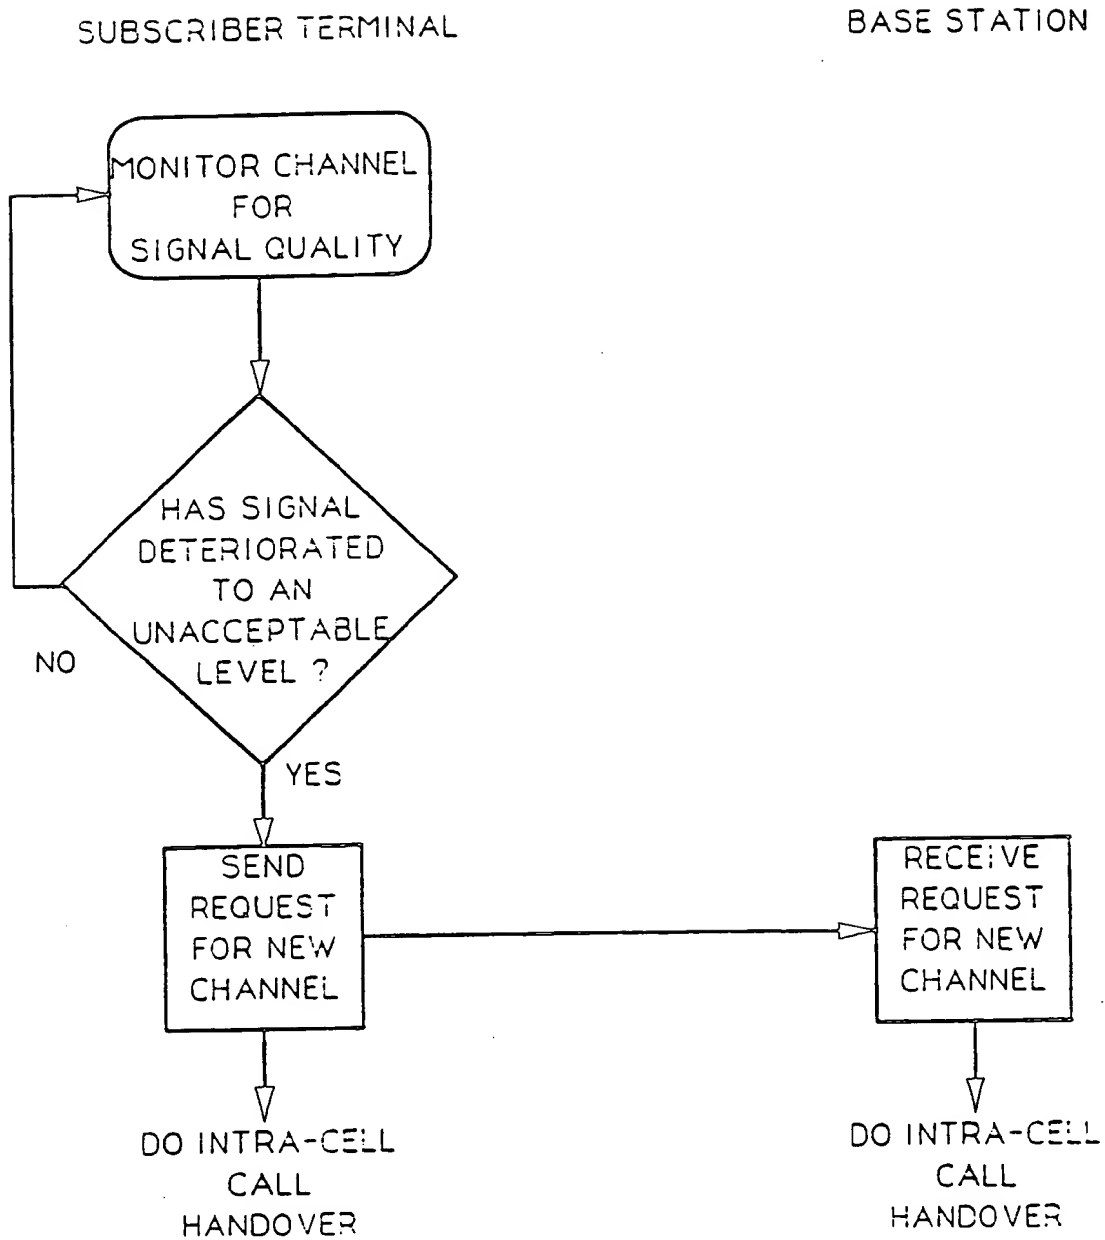 SUBSCRIBER TERMINAL
BASE STATION
MONITOR CHANNEL
FOR
SIGNAL QUALITY
HAS SIGNAL
DETERIORATED
TO AN
UNACCEPTABLE
LEVEL ?
NO
YES
SEND
REQUEST
FOR NEW
CHANNEL
RECEIVE
REQUEST
FOR NEW
CHANNEL
DO INTRA-CELL
CALL
HANDOVER
DO INTRA-CELL
CALL
HANDOVER